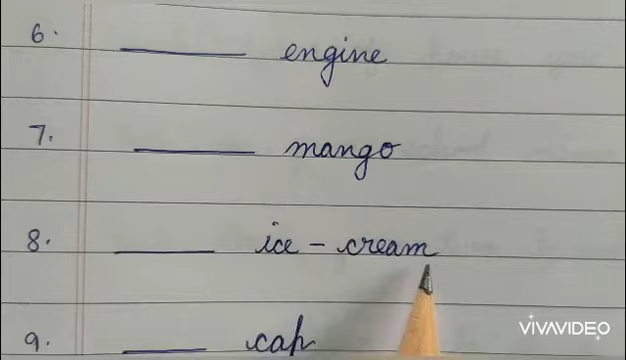 6. ______ engine
7. ______ mango
8. ______ ice - cream
9. ______ cap
VIVAVIDEO